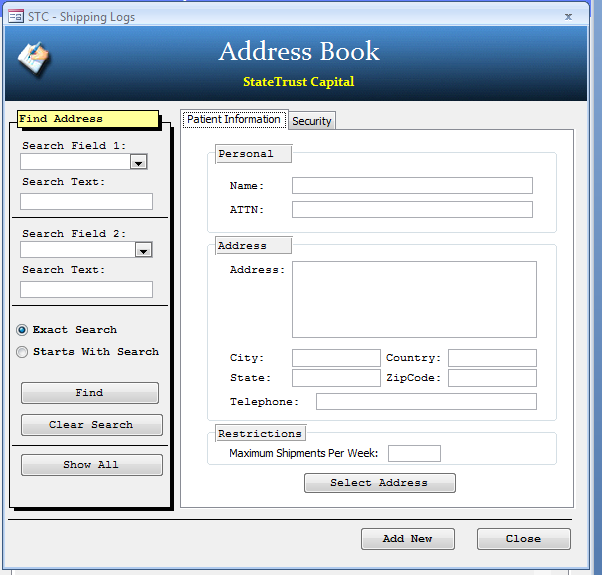 STC - Shipping Logs
x
Address Book
StateTrust Capital
Find Address
Search Field 1:
Search Text:
Search Field 2:
Search Text:
Exact Search
Starts With Search
Find
Clear Search
Show All
Patient Information
Security
Personal
Name:
ATTN:
Address
Address:
City:
Country:
State:
ZipCode:
Telephone:
Restrictions
Maximum Shipments Per Week:
Select Address
Add New
Close